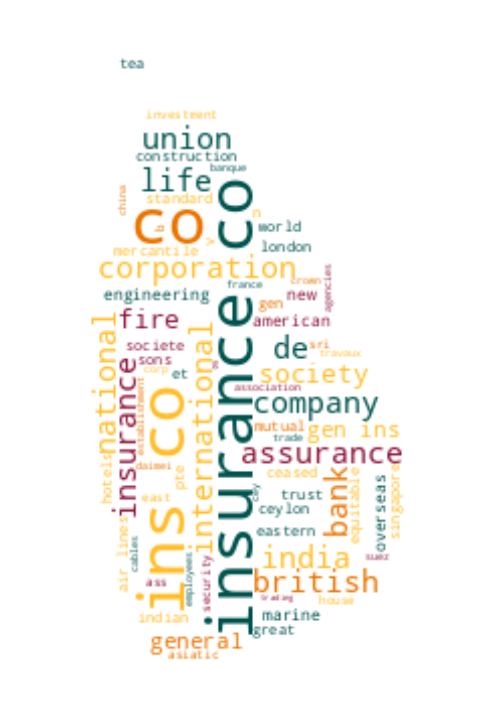 tea
investment
union
construction
banque
life
co
china
standard
co
b
n
v
world
london
mercantile
corporation
france
crown
agencies
engineering
new
gen
fire
american
national
international
insurance co
societe
sons
et
corp
de
sri
travaux
society
association
company
insurance
establishment
ins co
mutual
gen ins
trade
assurance
hotels
daimei
pte
ceased
bank
equitable
overseas
singapore
east
cey
trust
ceylon
eastern
air lines
cables
india
suez
ass
employees
security
british
trading
house
indian
marine
great
general
asiatic